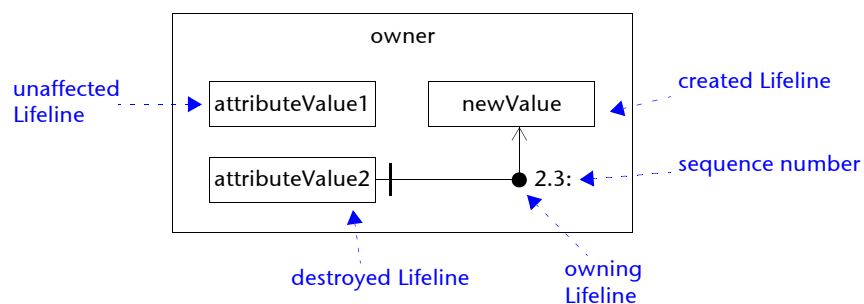 owner
unaffected
Lifeline
attributeValue1
newValue
created Lifeline
attributeValue2
2.3:
sequence number
destroyed Lifeline
owning
Lifeline